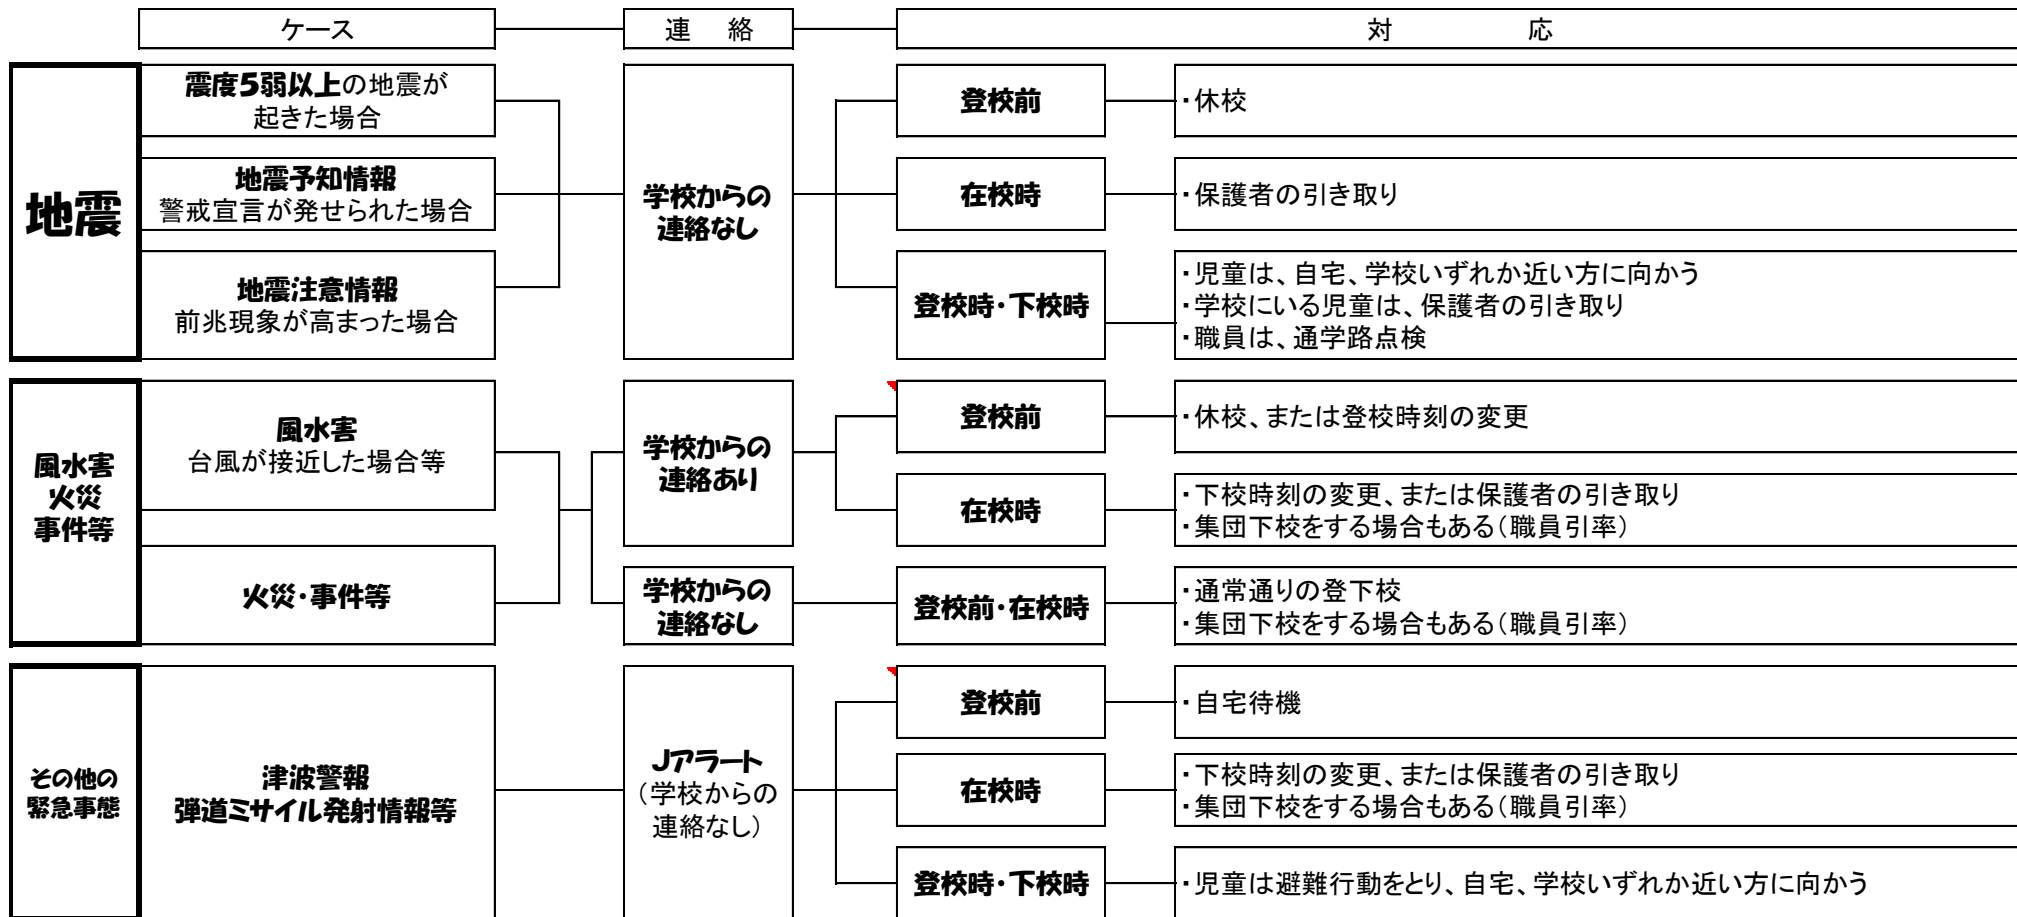 ケース
連　絡
対　　　　応
地震
震度5弱以上の地震が
起きた場合
地震予知情報
警戒宣言が発せられた場合
地震注意情報
前兆現象が高まった場合
学校からの
連絡なし
登校前
・休校
在校時
・保護者の引き取り
登校時・下校時
・児童は、自宅、学校いずれか近い方に向かう
・学校にいる児童は、保護者の引き取り
・職員は、通学路点検
風水害
火災
事件等
風水害
台風が接近した場合等
火災・事件等
学校からの
連絡あり
登校前
・休校、または登校時刻の変更
在校時
・下校時刻の変更、または保護者の引き取り
・集団下校をする場合もある（職員引率）
学校からの
連絡なし
登校前・在校時
・通常通りの登下校
・集団下校をする場合もある（職員引率）
その他の
緊急事態
津波警報
弾道ミサイル発射情報等
Jアラート
（学校からの
連絡なし）
登校前
・自宅待機
在校時
・下校時刻の変更、または保護者の引き取り
・集団下校をする場合もある（職員引率）
登校時・下校時
・児童は避難行動をとり、自宅、学校いずれか近い方に向かう